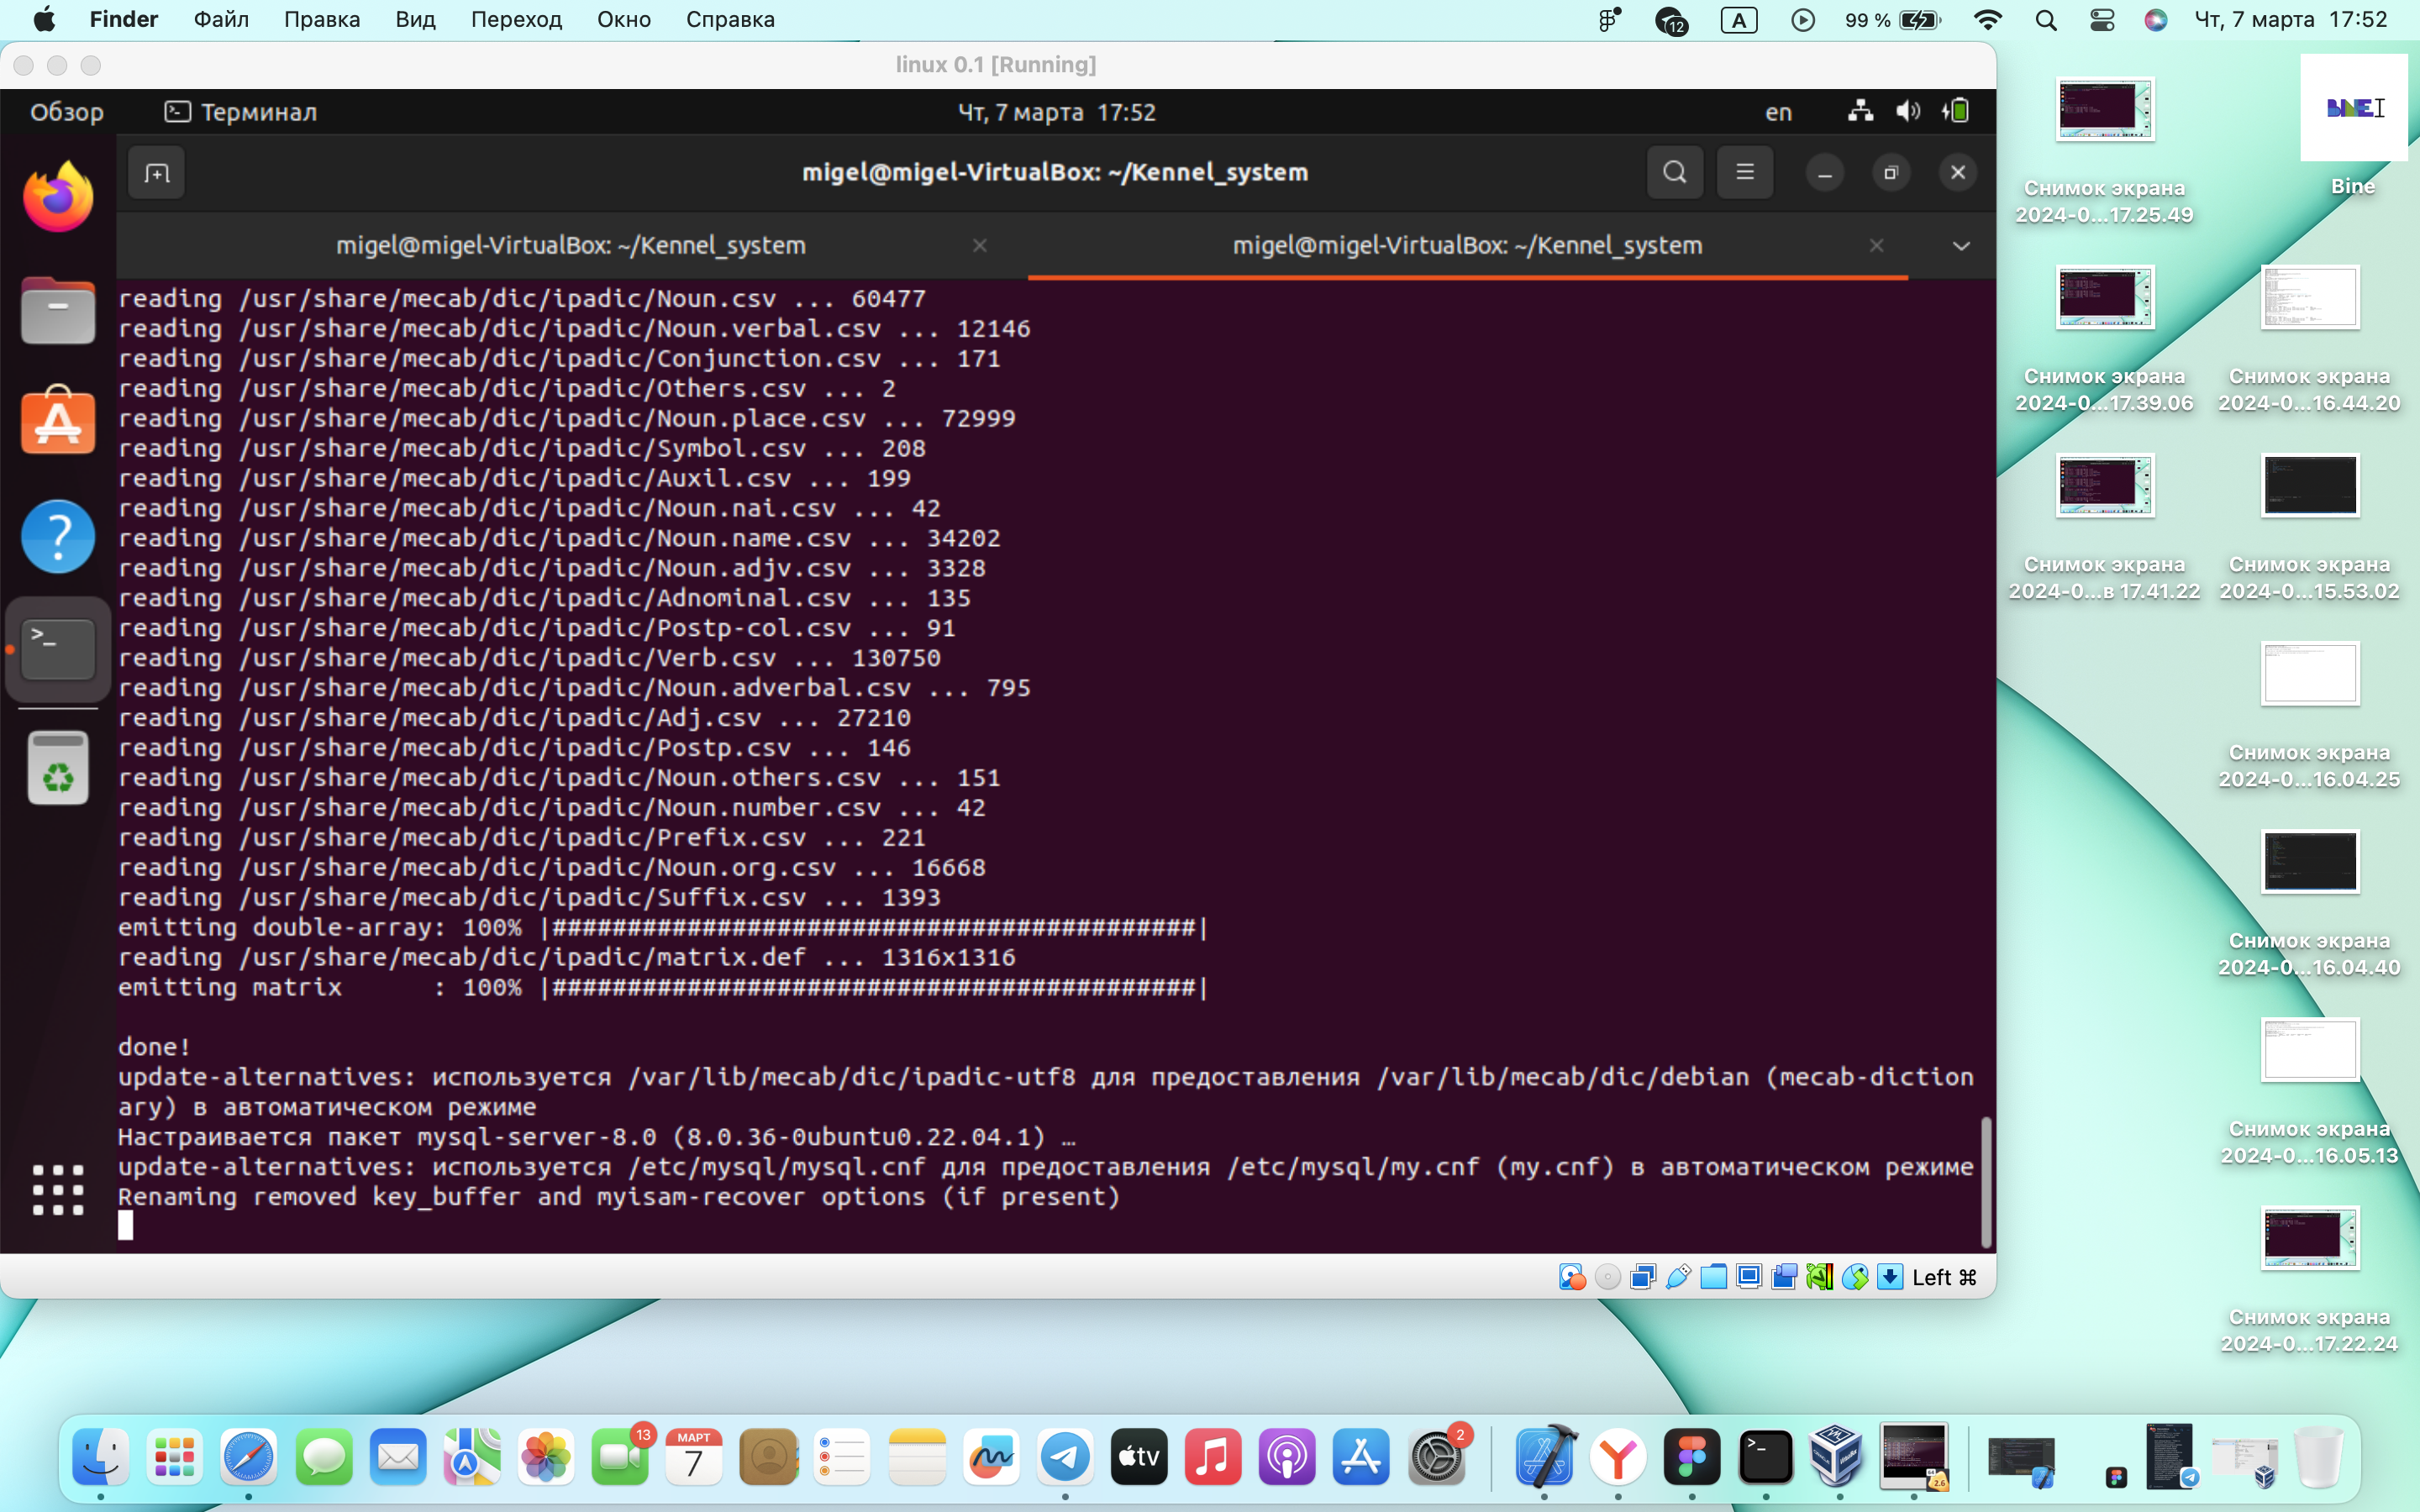 Finder Файл Правка Вид Переход Окно Справка 12 A 99 % Чт, 7 марта 17:52
linux 0.1 [Running]
Обзор Терминал Чт, 7 марта 17:52 en
migel@migel-VirtualBox: ~/Kennel_system
migel@migel-VirtualBox: ~/Kennel_system migel@migel-VirtualBox: ~/Kennel_system
reading /usr/share/mecab/dic/ipadic/Noun.csv ... 60477
reading /usr/share/mecab/dic/ipadic/Noun.verbal.csv ... 12146
reading /usr/share/mecab/dic/ipadic/Conjunction.csv ... 171
reading /usr/share/mecab/dic/ipadic/Others.csv ... 2
reading /usr/share/mecab/dic/ipadic/Noun.place.csv ... 72999
reading /usr/share/mecab/dic/ipadic/Symbol.csv ... 208
reading /usr/share/mecab/dic/ipadic/Auxil.csv ... 199
reading /usr/share/mecab/dic/ipadic/Noun.nai.csv ... 42
reading /usr/share/mecab/dic/ipadic/Noun.name.csv ... 34202
reading /usr/share/mecab/dic/ipadic/Noun.adjv.csv ... 3328
reading /usr/share/mecab/dic/ipadic/Adnominal.csv ... 135
reading /usr/share/mecab/dic/ipadic/Postp-col.csv ... 91
reading /usr/share/mecab/dic/ipadic/Verb.csv ... 130750
reading /usr/share/mecab/dic/ipadic/Noun.adverbal.csv ... 795
reading /usr/share/mecab/dic/ipadic/Adj.csv ... 27210
reading /usr/share/mecab/dic/ipadic/Postp.csv ... 146
reading /usr/share/mecab/dic/ipadic/Noun.others.csv ... 151
reading /usr/share/mecab/dic/ipadic/Noun.number.csv ... 42
reading /usr/share/mecab/dic/ipadic/Prefix.csv ... 221
reading /usr/share/mecab/dic/ipadic/Noun.org.csv ... 16668
reading /usr/share/mecab/dic/ipadic/Suffix.csv ... 1393
emitting double-array: 100% |###########################################|
reading /usr/share/mecab/dic/ipadic/matrix.def ... 1316x1316
emitting matrix      : 100% |###########################################|
done!
update-alternatives: используется /var/lib/mecab/dic/ipadic-utf8 для предоставления /var/lib/mecab/dic/debian (mecab-diction
ary) в автоматическом режиме
Настраивается пакет mysql-server-8.0 (8.0.36-0ubuntu0.22.04.1) …
update-alternatives: используется /etc/mysql/mysql.cnf для предоставления /etc/mysql/my.cnf (my.cnf) в автоматическом режиме
Renaming removed key_buffer and myisam-recover options (if present)
Left ⌘
BINE
Bine
Снимок экрана
2024-0...17.25.49
Снимок экрана
2024-0...17.39.06
Снимок экрана
2024-0...16.44.20
Снимок экрана
2024-0...в 17.41.22
Снимок экрана
2024-0...15.53.02
Снимок экрана
2024-0...16.04.25
Снимок экрана
2024-0...16.04.40
Снимок экрана
2024-0...16.05.13
Снимок экрана
2024-0...17.22.24
13
МАРТ
7
tv
2